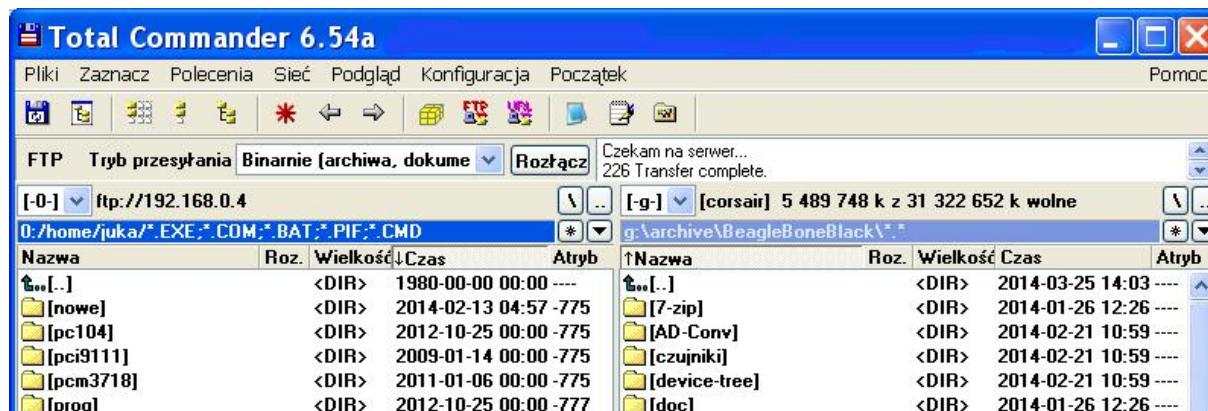 Total Commander 6.54a
Pliki Zaznacz Polecenia Sieć Podgląd Konfiguracja Początek Pomoc
FTP Tryb przesyłania Binarnie (archiwa, dokume Rozłącz Czekam na serwer...
226 Transfer complete.
[-0-] ftp://192.168.0.4 \ .. [-g-] [corsair] 5 489 748 k z 31 322 652 k wolne \ ..
0:/home/juka/*.EXE;*.COM;*.BAT;*.PIF;*.CMD * g:\archive\BeagleBoneBlack\*.* *
Nazwa Roz. Wielkość ↓Czas Atryb ↑Nazwa Roz. Wielkość Czas Atryb
[..] <DIR> 1980-00-00 00:00 ---- [..] <DIR> 2014-03-25 14:03 ----
[nowe] <DIR> 2014-02-13 04:57 -775 [7-zip] <DIR> 2014-01-26 12:26 ----
[pc104] <DIR> 2012-10-25 00:00 -775 [AD-Conv] <DIR> 2014-02-21 10:59 ----
[pci9111] <DIR> 2009-01-14 00:00 -775 [czujniki] <DIR> 2014-02-21 10:59 ----
[pcm3718] <DIR> 2011-01-06 00:00 -775 [device-tree] <DIR> 2014-02-21 10:59 ----
[prog] <DIR> 2012-10-25 00:00 -777 [doc] <DIR> 2014-01-26 12:26 ----